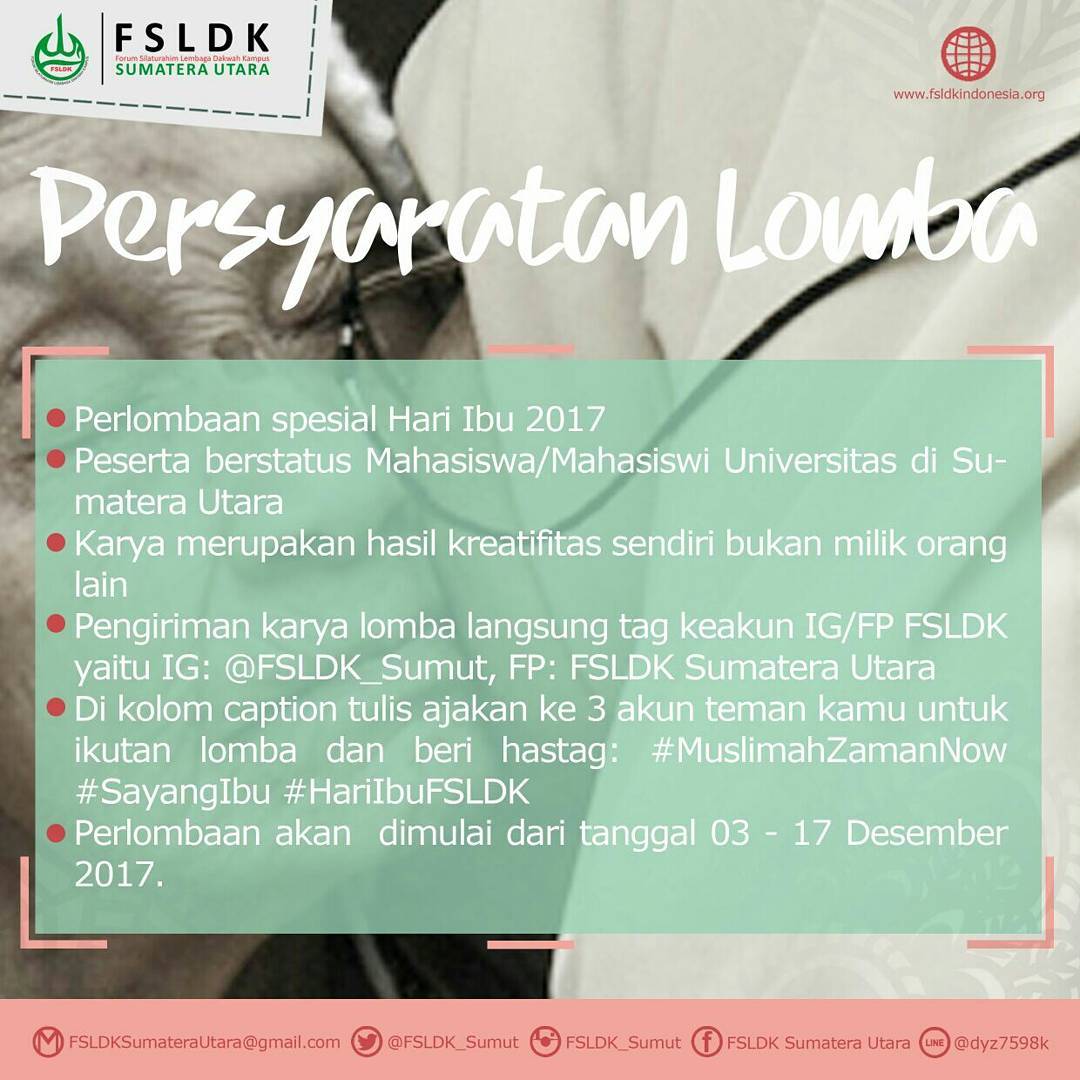 FSLDK
Forum Silaturahim Lembaga Dakwah Kampus
SUMATERA UTARA
FSLDK
www.fsldkindonesia.org
Persyaratan Lomba
Perlombaan spesial Hari Ibu 2017
Peserta berstatus Mahasiswa/Mahasiswi Universitas di Su-
matera Utara
Karya merupakan hasil kreatifitas sendiri bukan milik orang
lain
Pengiriman karya lomba langsung tag keakun IG/FP FSLDK
yaitu IG: @FSLDK_Sumut, FP: FSLDK Sumatera Utara
Di kolom caption tulis ajakan ke 3 akun teman kamu untuk
ikutan lomba dan beri hastag: #MuslimahZamanNow
#SayangIbu #HariIbuFSLDK
Perlombaan akan dimulai dari tanggal 03 - 17 Desember
2017.
FSLDKSumateraUtara@gmail.com @FSLDK_Sumut FSLDK_Sumut FSLDK Sumatera Utara LINE @dyz7598k